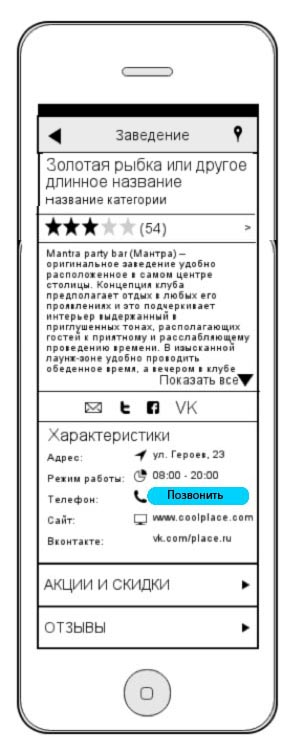 Заведение
Золотая рыбка или другое
длинное название
Название категории
(54) >
Mantra party bar (Мантра) –
оригинальное заведение удобно
расположенное в самом центре
столицы. Концепция клуба
предполагает отдых в любых его
проявлениях и это подчеркивает
интерьер выдержанный в
приглушенных тонах, располагающих
гостей к приятному и расслабляющему
проведению времени. В изысканной
лаунж-зоне удобно проводить
обеденное время, а вечером в клубе
Показать все
VK
Характеристики
Адрес: ул. Героев, 23
Режим работы: 08:00 - 20:00
Телефон: Позвонить
Сайт: www.coolplace.com
Вконтакте: vk.com/place.ru
АКЦИИ И СКИДКИ
ОТЗЫВЫ